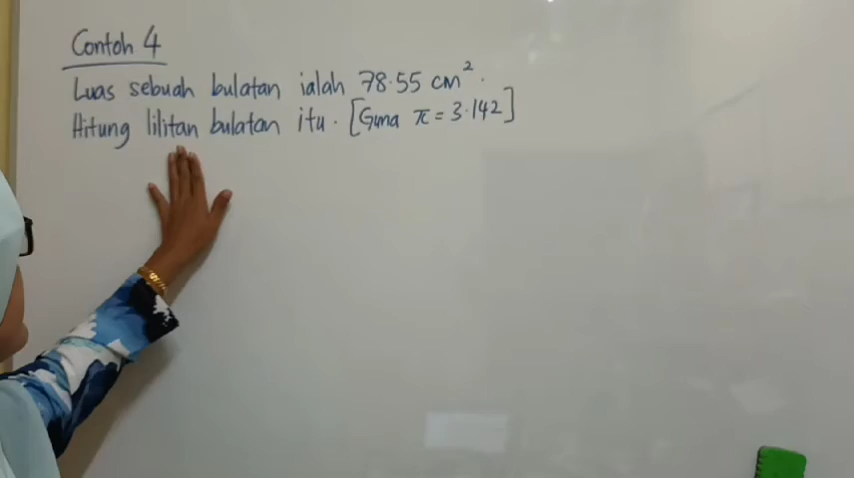 Contoh 4
Luas sebuah bulatan ialah 78.55 cm².
Hitung lilitan bulatan itu. [Guna π = 3.142]